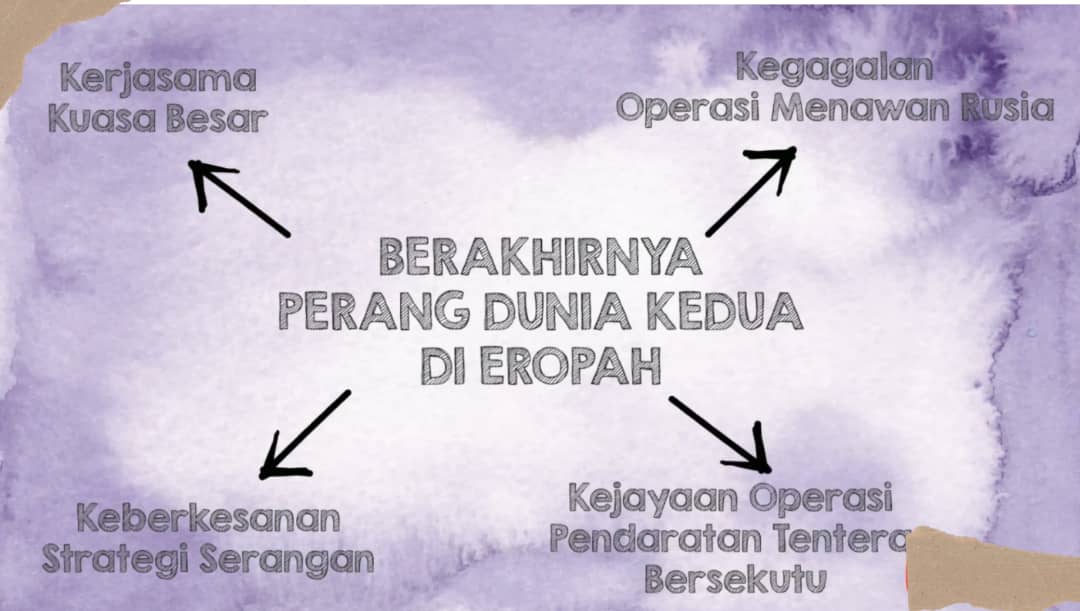 Kerjasama
Kuasa Besar
Kegagalan
Operasi Menawan Rusia
BERAKHIRNYA
PERANG DUNIA KEDUA
DI EROPAH
Keberkesanan
Strategi Serangan
Kejayaan Operasi
Pendaratan Tentera
Bersekutu